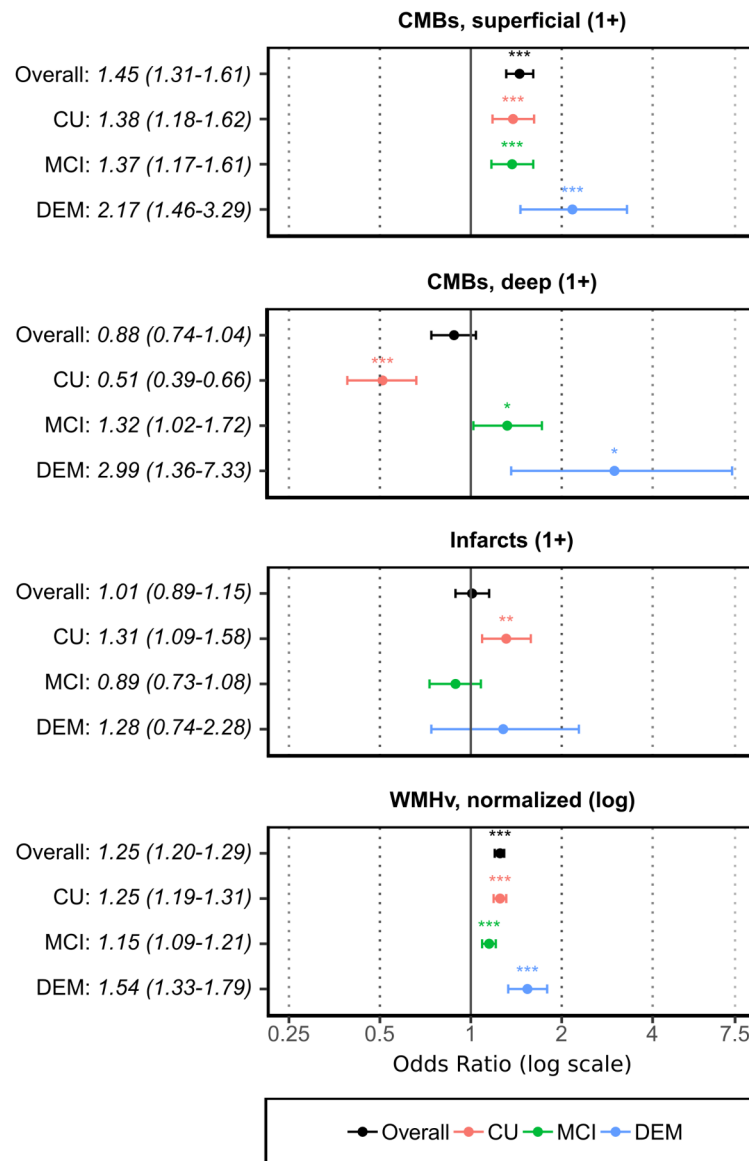 CMBs, superficial (1+)
***
Overall: 1.45 (1.31-1.61)
***
CU: 1.38 (1.18-1.62)
***
MCI: 1.37 (1.17-1.61)
***
DEM: 2.17 (1.46-3.29)
CMBs, deep (1+)
Overall: 0.88 (0.74-1.04)
***
CU: 0.51 (0.39-0.66)
*
MCI: 1.32 (1.02-1.72)
*
DEM: 2.99 (1.36-7.33)
Infarcts (1+)
Overall: 1.01 (0.89-1.15)
**
CU: 1.31 (1.09-1.58)
MCI: 0.89 (0.73-1.08)
DEM: 1.28 (0.74-2.28)
WMHv, normalized (log)
***
Overall: 1.25 (1.20-1.29)
***
CU: 1.25 (1.19-1.31)
***
MCI: 1.15 (1.09-1.21)
***
DEM: 1.54 (1.33-1.79)
0.25 0.5 1 2 4 7.5
Odds Ratio (log scale)
Overall CU MCI DEM